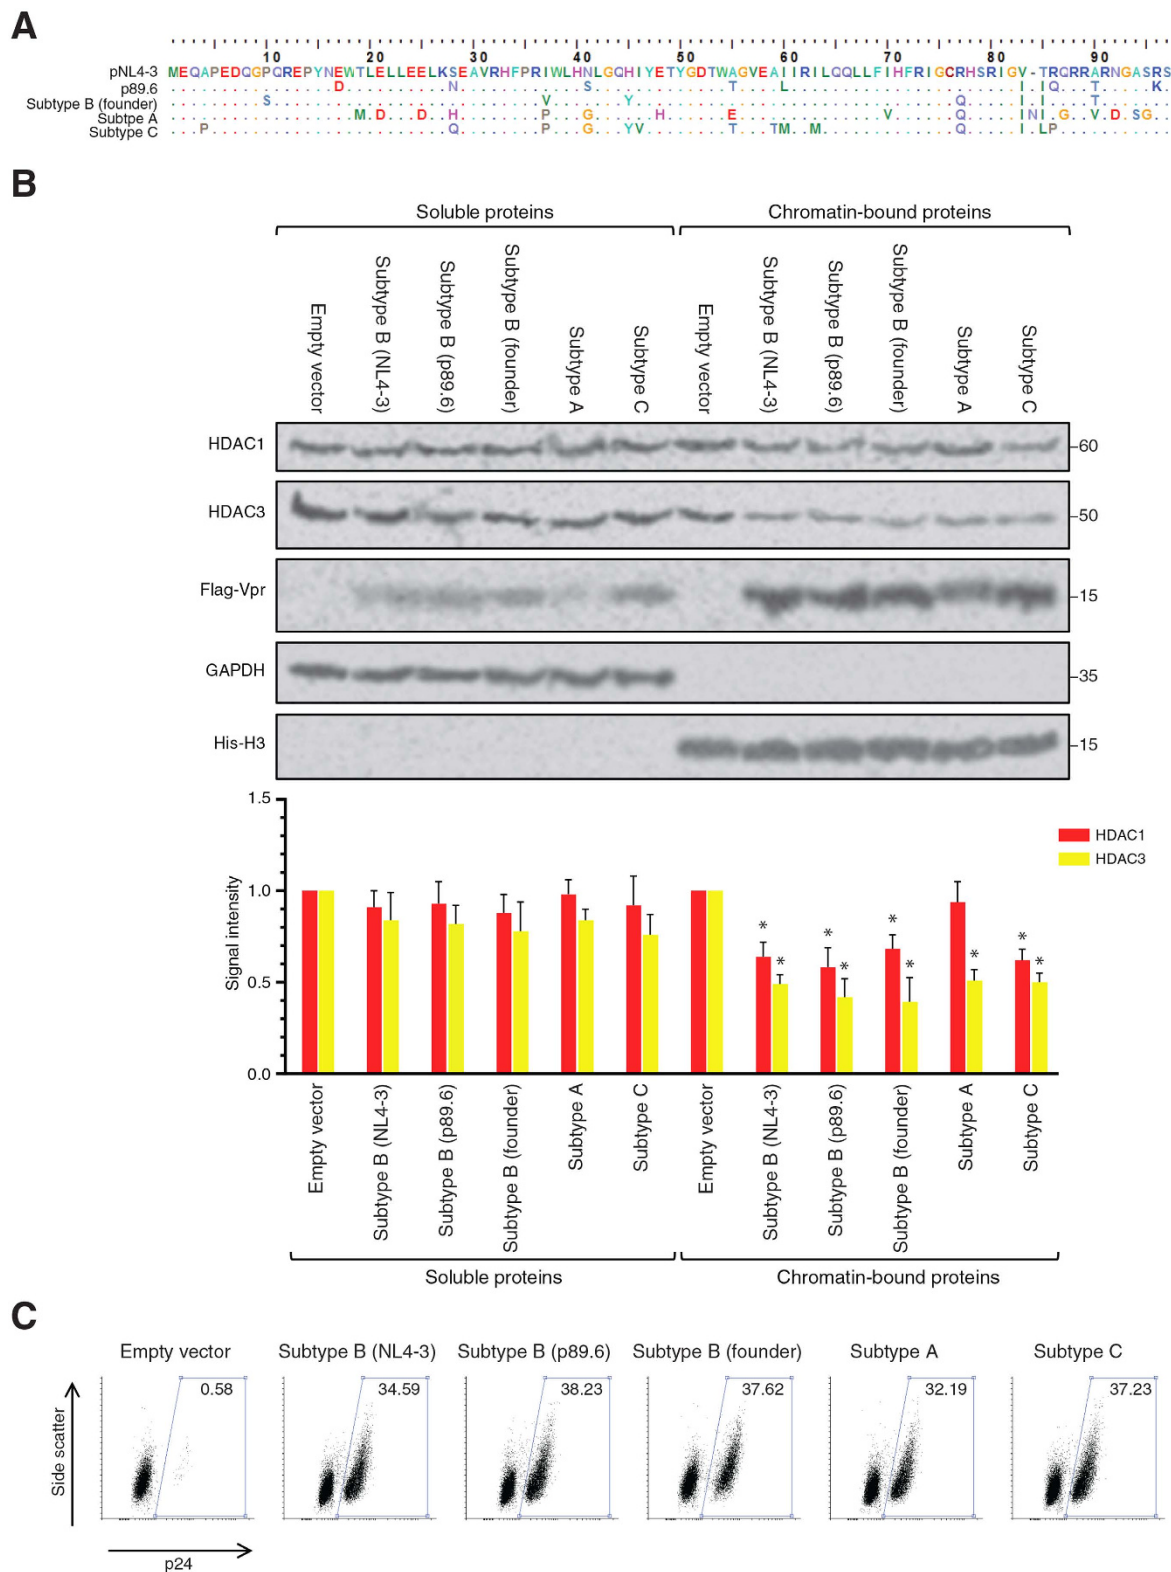 A
10 20 30 40 50 60 70 80 90
pNL4-3 MEQAPEDQGPQREPYNEWTLELLEELKSEAVRHFPRIWLHNLGQHIYETYGDTWAGVEAIIRILQQLLFIHFRIGCRHSRIGV-TRQRRARNGASRS
p89.6 ................D..........N............S.............T....L......................I.IQ...T.....K.
Subtype B (founder) .........S..........................V.......Y...............................Q.....I.I....T.......
Subtpe A ..................M.D...D..H........P...G......H......E..............V......Q.....IN..G..V.D.SG..
Subtype C ...P.......................Q........P...G...YV........T...TM..M.............Q.....I.LP...........
B
Soluble proteins Chromatin-bound proteins
Empty vector Subtype B (NL4-3) Subtype B (p89.6) Subtype B (founder) Subtype A Subtype C Empty vector Subtype B (NL4-3) Subtype B (p89.6) Subtype B (founder) Subtype A Subtype C
HDAC1 –60
HDAC3 –50
Flag-Vpr –15
GAPDH –35
His-H3 –15
Signal intensity
1.5
1.0
0.5
0.0
HDAC1
HDAC3
* * * * * * * * *
Empty vector Subtype B (NL4-3) Subtype B (p89.6) Subtype B (founder) Subtype A Subtype C Empty vector Subtype B (NL4-3) Subtype B (p89.6) Subtype B (founder) Subtype A Subtype C
Soluble proteins Chromatin-bound proteins
C
Empty vector Subtype B (NL4-3) Subtype B (p89.6) Subtype B (founder) Subtype A Subtype C
0.58 34.59 38.23 37.62 32.19 37.23
Side scatter
p24